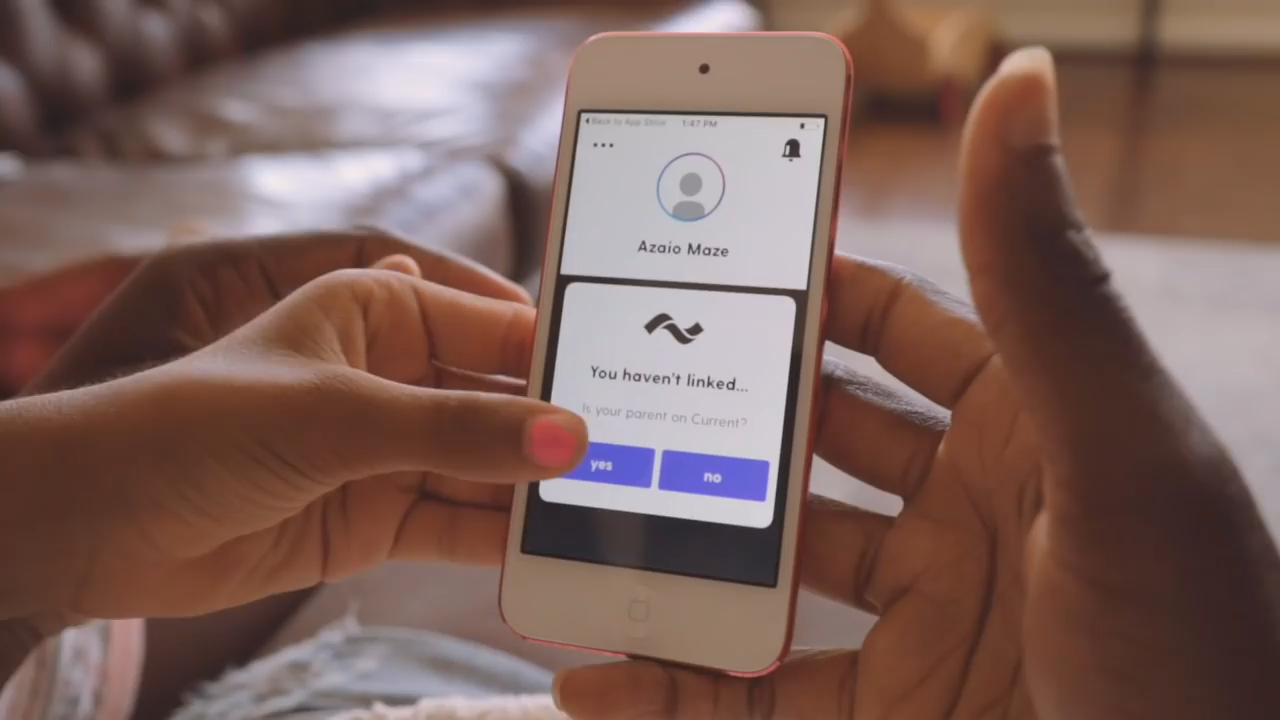 Back to App Store 1:47 PM
Azaio Maze
You haven't linked...
Is your parent on Current?
yes no